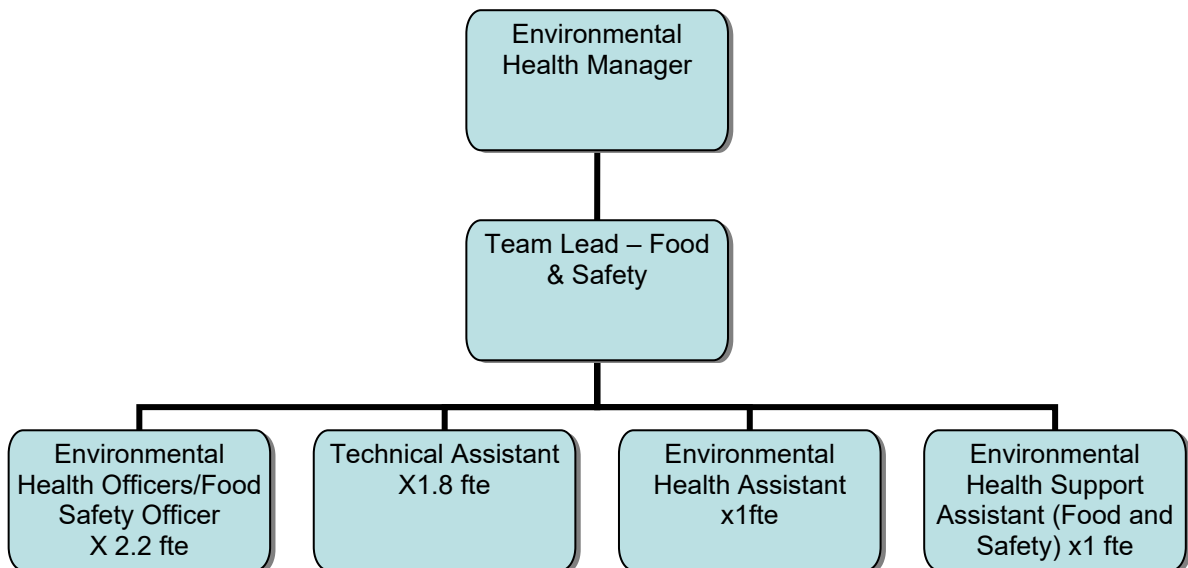 Environmental
Health Manager
Team Lead – Food
& Safety
Environmental
Health Officers/Food
Safety Officer
X 2.2 fte
Technical Assistant
X1.8 fte
Environmental
Health Assistant
x1fte
Environmental
Health Support
Assistant (Food and
Safety) x1 fte